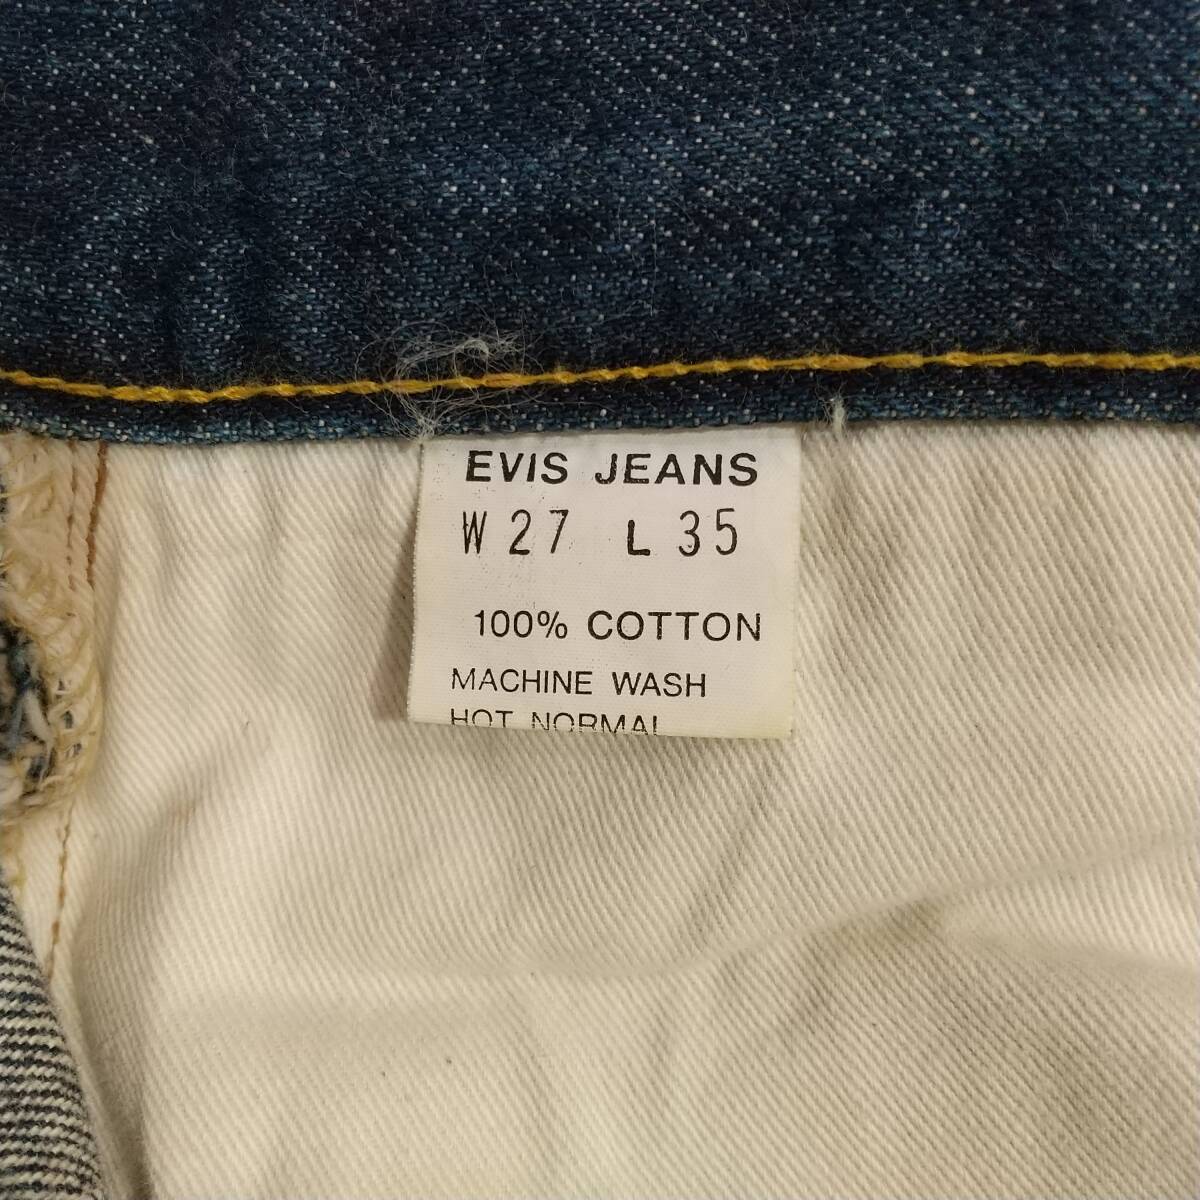 EVIS JEANS
W 27 L 35
100% COTTON
MACHINE WASH
HOT NORMAL